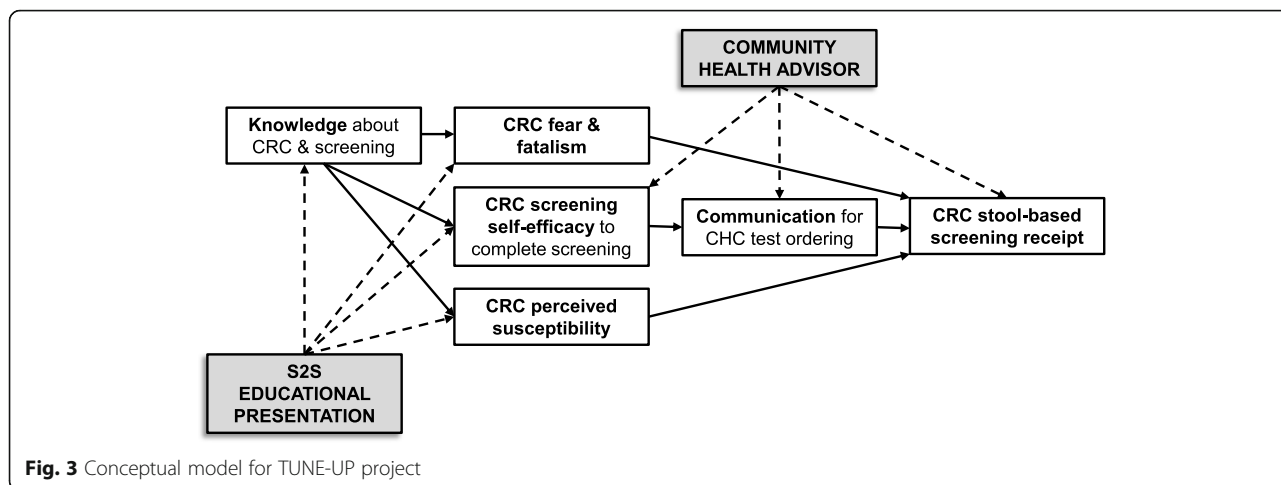 COMMUNITY
HEALTH ADVISOR
Knowledge about
CRC & screening
CRC fear &
fatalism
CRC screening
self-efficacy to
complete screening
Communication for
CHC test ordering
CRC stool-based
screening receipt
CRC perceived
susceptibility
S2S
EDUCATIONAL
PRESENTATION
Fig. 3 Conceptual model for TUNE-UP project